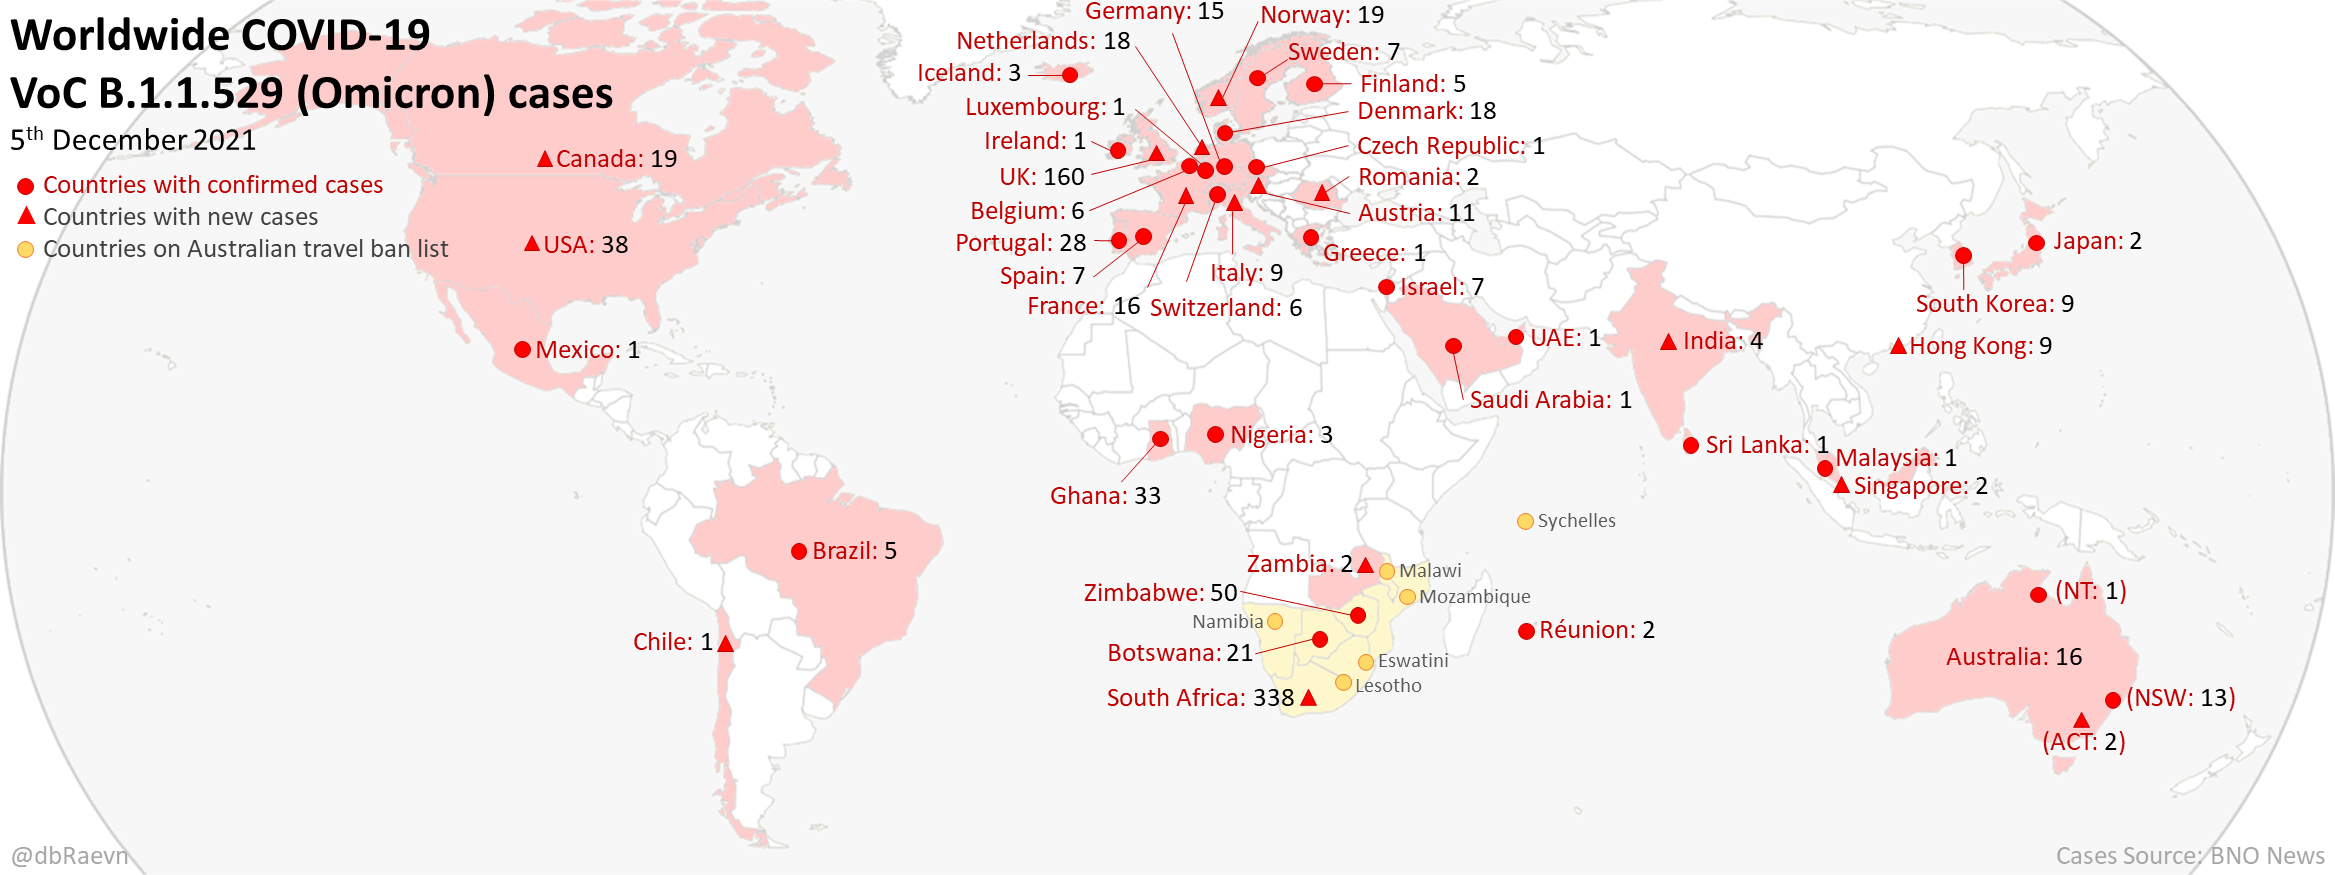 Worldwide COVID-19
VoC B.1.1.529 (Omicron) cases
5th December 2021
Countries with confirmed cases
Countries with new cases
Countries on Australian travel ban list
Canada: 19
USA: 38
Mexico: 1
Brazil: 5
Chile: 1
Germany: 15
Norway: 19
Netherlands: 18
Sweden: 7
Iceland: 3
Finland: 5
Luxembourg: 1
Denmark: 18
Ireland: 1
Czech Republic: 1
UK: 160
Romania: 2
Belgium: 6
Austria: 11
Portugal: 28
Greece: 1
Spain: 7
Italy: 9
France: 16
Switzerland: 6
Israel: 7
UAE: 1
Saudi Arabia: 1
India: 4
Japan: 2
South Korea: 9
Hong Kong: 9
Sri Lanka: 1
Malaysia: 1
Singapore: 2
Nigeria: 3
Ghana: 33
Sychelles
Zambia: 2
Malawi
Zimbabwe: 50
Mozambique
Namibia
Réunion: 2
Botswana: 21
Eswatini
Lesotho
South Africa: 338
(NT: 1)
Australia: 16
(NSW: 13)
(ACT: 2)
@dbRaevn
Cases Source: BNO News